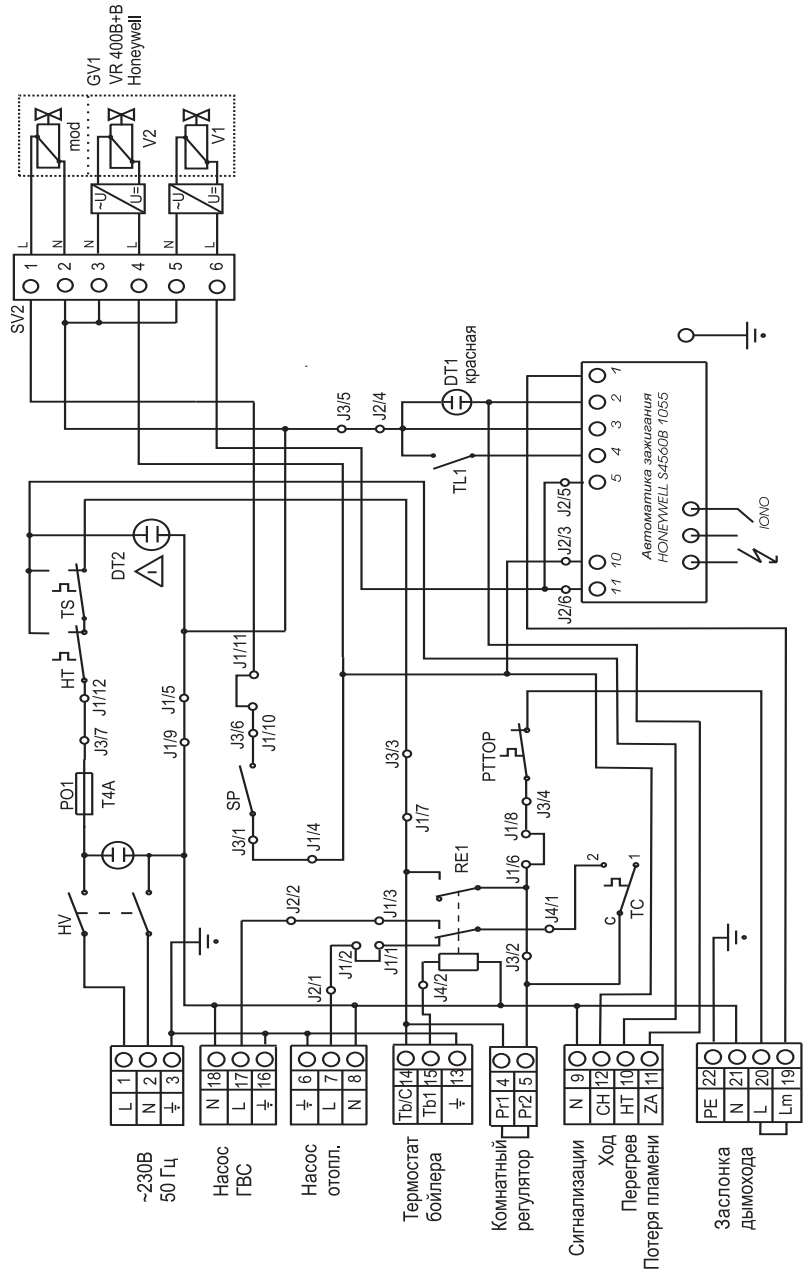 GV1
VR 400B+B
Honeywell
mod
V2
V1
~U
U=
~U
U=
L
N
N
L
N
L
SV2
1
2
3
4
5
6
HV
PO1
T4A
J3/7
J1/12
HT
TS
DT2
J1/9
J1/5
J3/1
SP
J3/6
J1/10
J1/11
J1/4
J3/5
J2/4
DT1
красная
TL1
J2/2
J1/3
J2/1
J1/2
J1/1
J1/7
J3/3
RE1
J4/2
J3/2
J1/6
J1/8
J3/4
PTTOP
J4/1
2
1
C
TC
J2/6
J2/3
J2/5
11
10
5
4
3
2
1
Автоматика зажигания
HONEYWELL S4560B 1055
IONO
~230В
50 Гц
L 1
N 2
3
Насос
ГВС
N 18
L 17
16
Насос
отопл.
6
L 7
N 8
Термостат
бойлера
Tb/C 14
Tb1 15
13
Комнатный
регулятор
Pr1 4
Pr2 5
Сигнализации
Ход
Перегрев
Потеря пламени
N 9
CH 12
HT 10
ZA 11
Заслонка
дымохода
PE 22
N 21
L 20
Lm 19